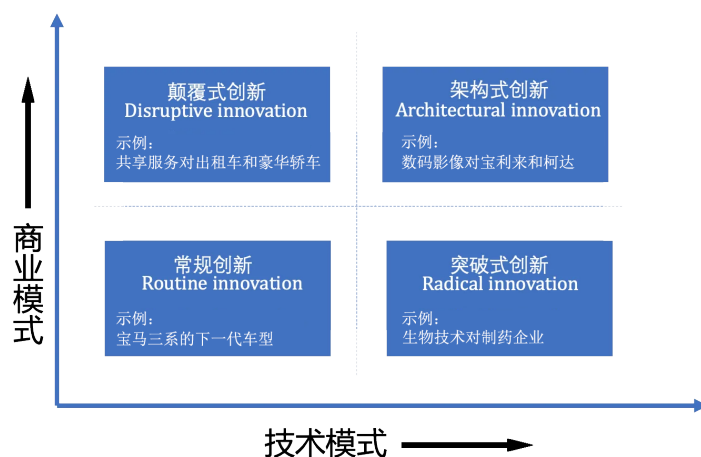 颠覆式创新
Disruptive innovation
示例：
共享服务对出租车和豪华轿车
架构式创新
Architectural innovation
示例：
数码影像对宝利来和柯达
商业模式
常规创新
Routine innovation
示例：
宝马三系的下一代车型
突破式创新
Radical innovation
示例：
生物技术对制药企业
技术模式